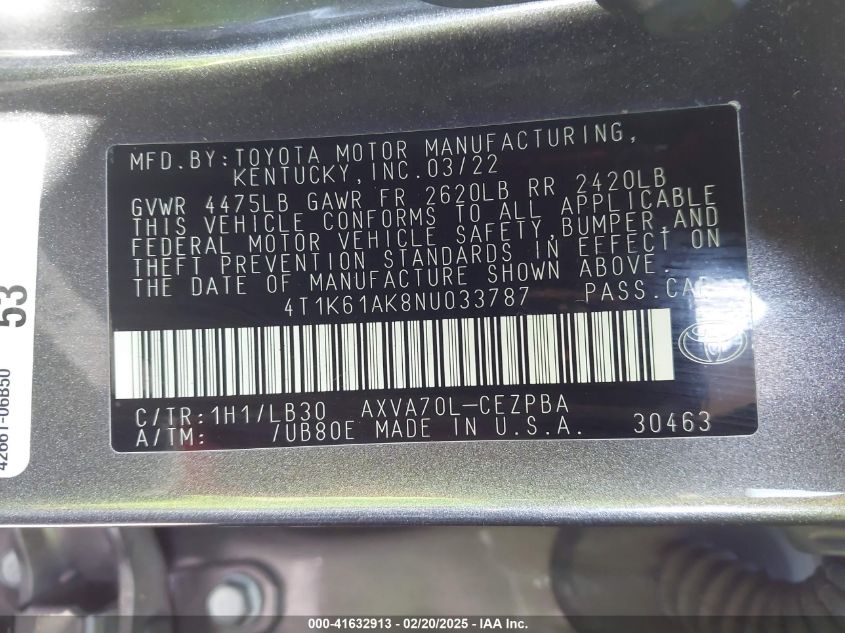 MFD.BY:TOYOTA MOTOR MANUFACTURING,
KENTUCKY,INC.03/22
GVWR 4475LB GAWR FR 2620LB RR 2420LB
THIS VEHICLE CONFORMS TO ALL APPLICABLE
FEDERAL MOTOR VEHICLE SAFETY,BUMPER,AND
THEFT PREVENTION STANDARDS IN EFFECT ON
THE DATE OF MANUFACTURE SHOWN ABOVE.
4T1K61AK8NU033787 PASS.CAR
C/TR:1H1/LB30 AXVA70L-CEZPBA
A/TM: /UB80E MADE IN U.S.A. 30463
53
42661-06B50
000-41632913 - 02/20/2025 - IAA Inc.